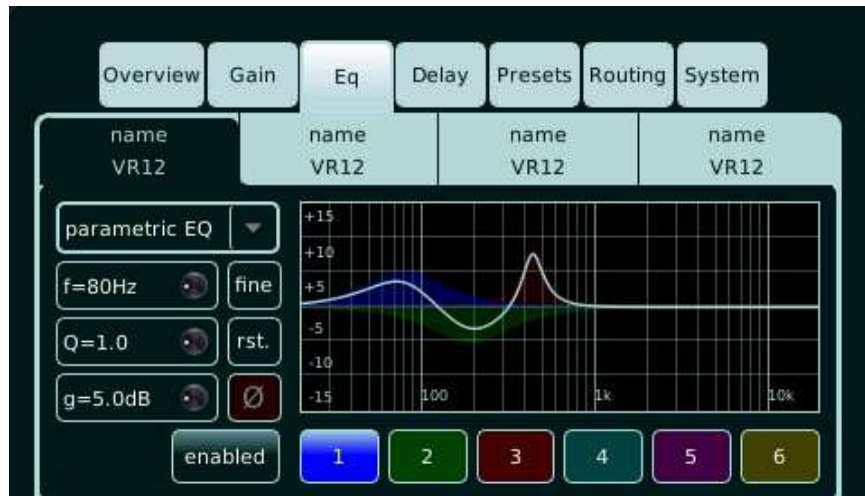 Overview Gain Eq Delay Presets Routing System
name name name name
VR12 VR12 VR12 VR12
parametric EQ
f=80Hz fine
Q=1.0 rst.
g=5.0dB Ø
enabled
+15
+10
+5
-5
-10
-15 100 1k 10k
1 2 3 4 5 6